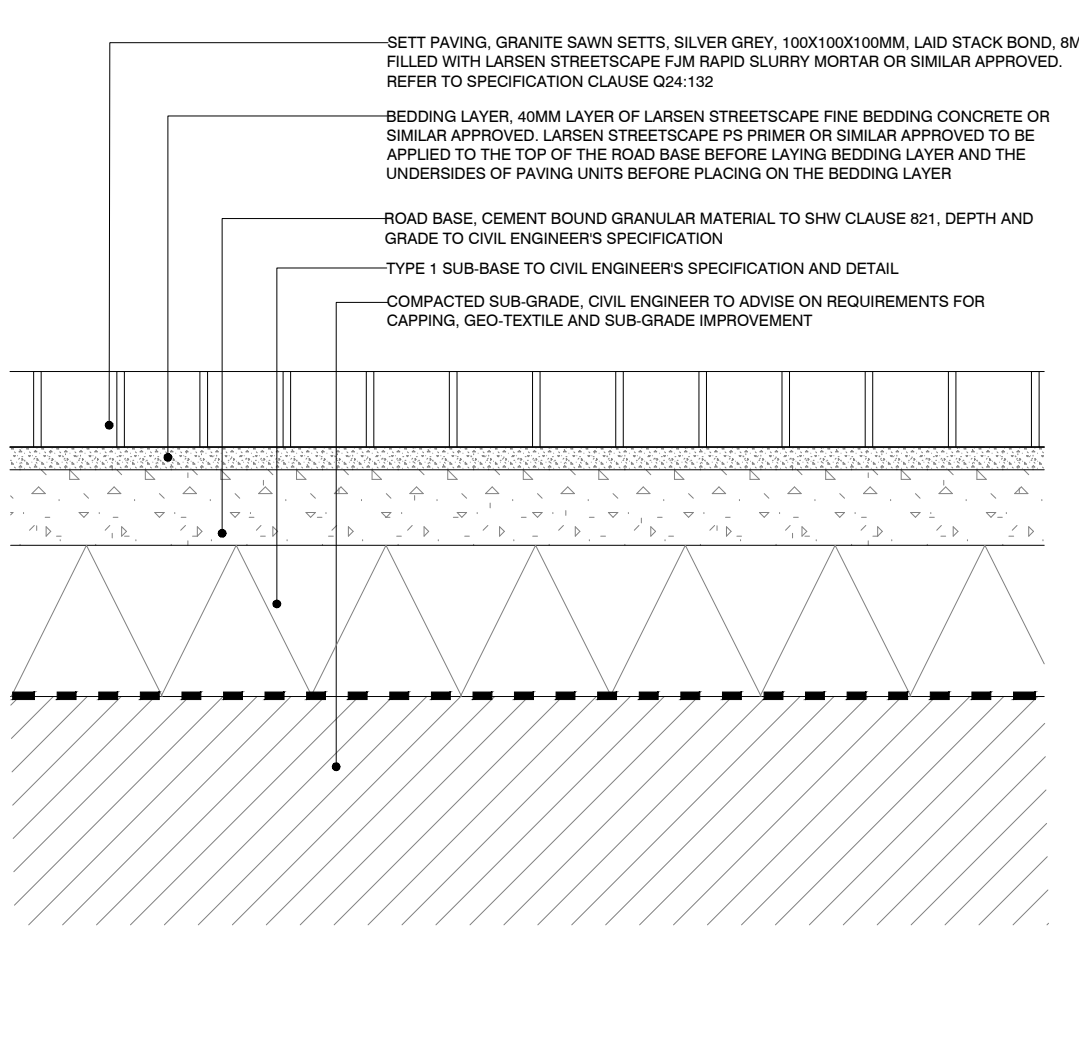 SETT PAVING, GRANITE SAWN SETTS, SILVER GREY, 100X100X100MM, LAID STACK BOND, 8M
FILLED WITH LARSEN STREETSCAPE FJM RAPID SLURRY MORTAR OR SIMILAR APPROVED.
REFER TO SPECIFICATION CLAUSE Q24:132
BEDDING LAYER, 40MM LAYER OF LARSEN STREETSCAPE FINE BEDDING CONCRETE OR
SIMILAR APPROVED. LARSEN STREETSCAPE PS PRIMER OR SIMILAR APPROVED TO BE
APPLIED TO THE TOP OF THE ROAD BASE BEFORE LAYING BEDDING LAYER AND THE
UNDERSIDES OF PAVING UNITS BEFORE PLACING ON THE BEDDING LAYER
ROAD BASE, CEMENT BOUND GRANULAR MATERIAL TO SHW CLAUSE 821, DEPTH AND
GRADE TO CIVIL ENGINEER'S SPECIFICATION
TYPE 1 SUB-BASE TO CIVIL ENGINEER'S SPECIFICATION AND DETAIL
COMPACTED SUB-GRADE, CIVIL ENGINEER TO ADVISE ON REQUIREMENTS FOR
CAPPING, GEO-TEXTILE AND SUB-GRADE IMPROVEMENT